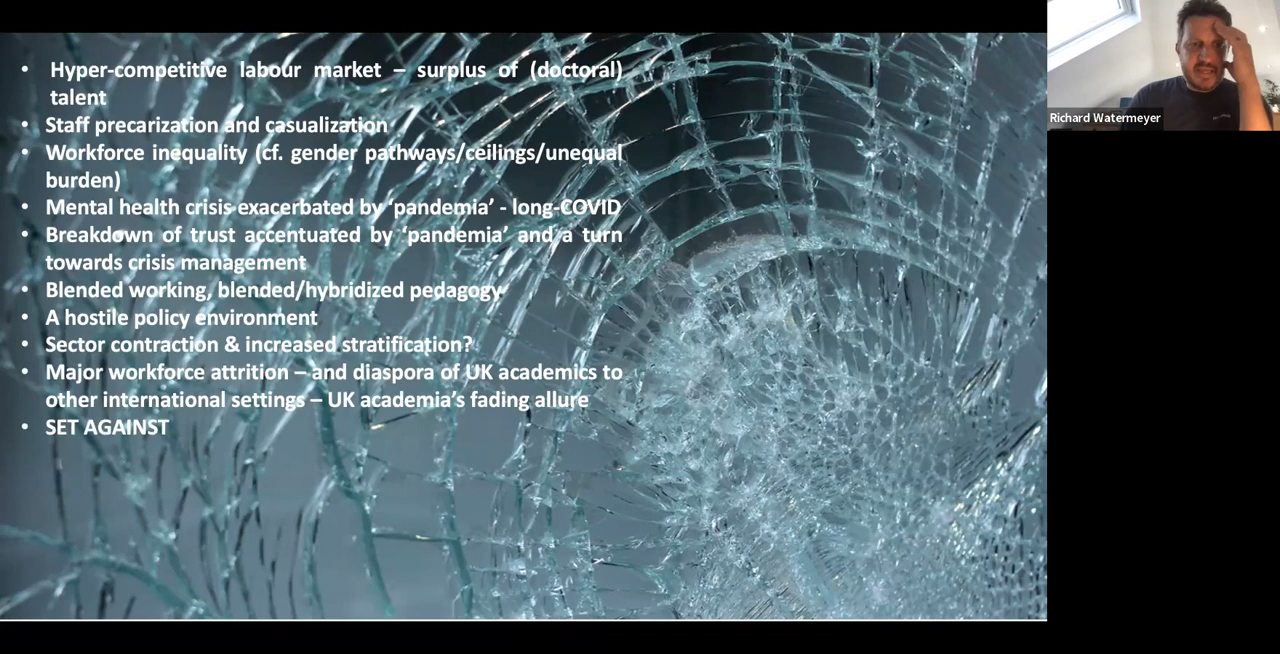 • Hyper-competitive labour market – surplus of (doctoral)
talent
• Staff precarization and casualization
• Workforce inequality (cf. gender pathways/ceilings/unequal
burden)
• Mental health crisis exacerbated by ‘pandemia’ - long-COVID
• Breakdown of trust accentuated by ‘pandemia’ and a turn
towards crisis management
• Blended working, blended/hybridized pedagogy
• A hostile policy environment
• Sector contraction & increased stratification?
• Major workforce attrition – and diaspora of UK academics to
other international settings – UK academia’s fading allure
• SET AGAINST
Richard Watermeyer